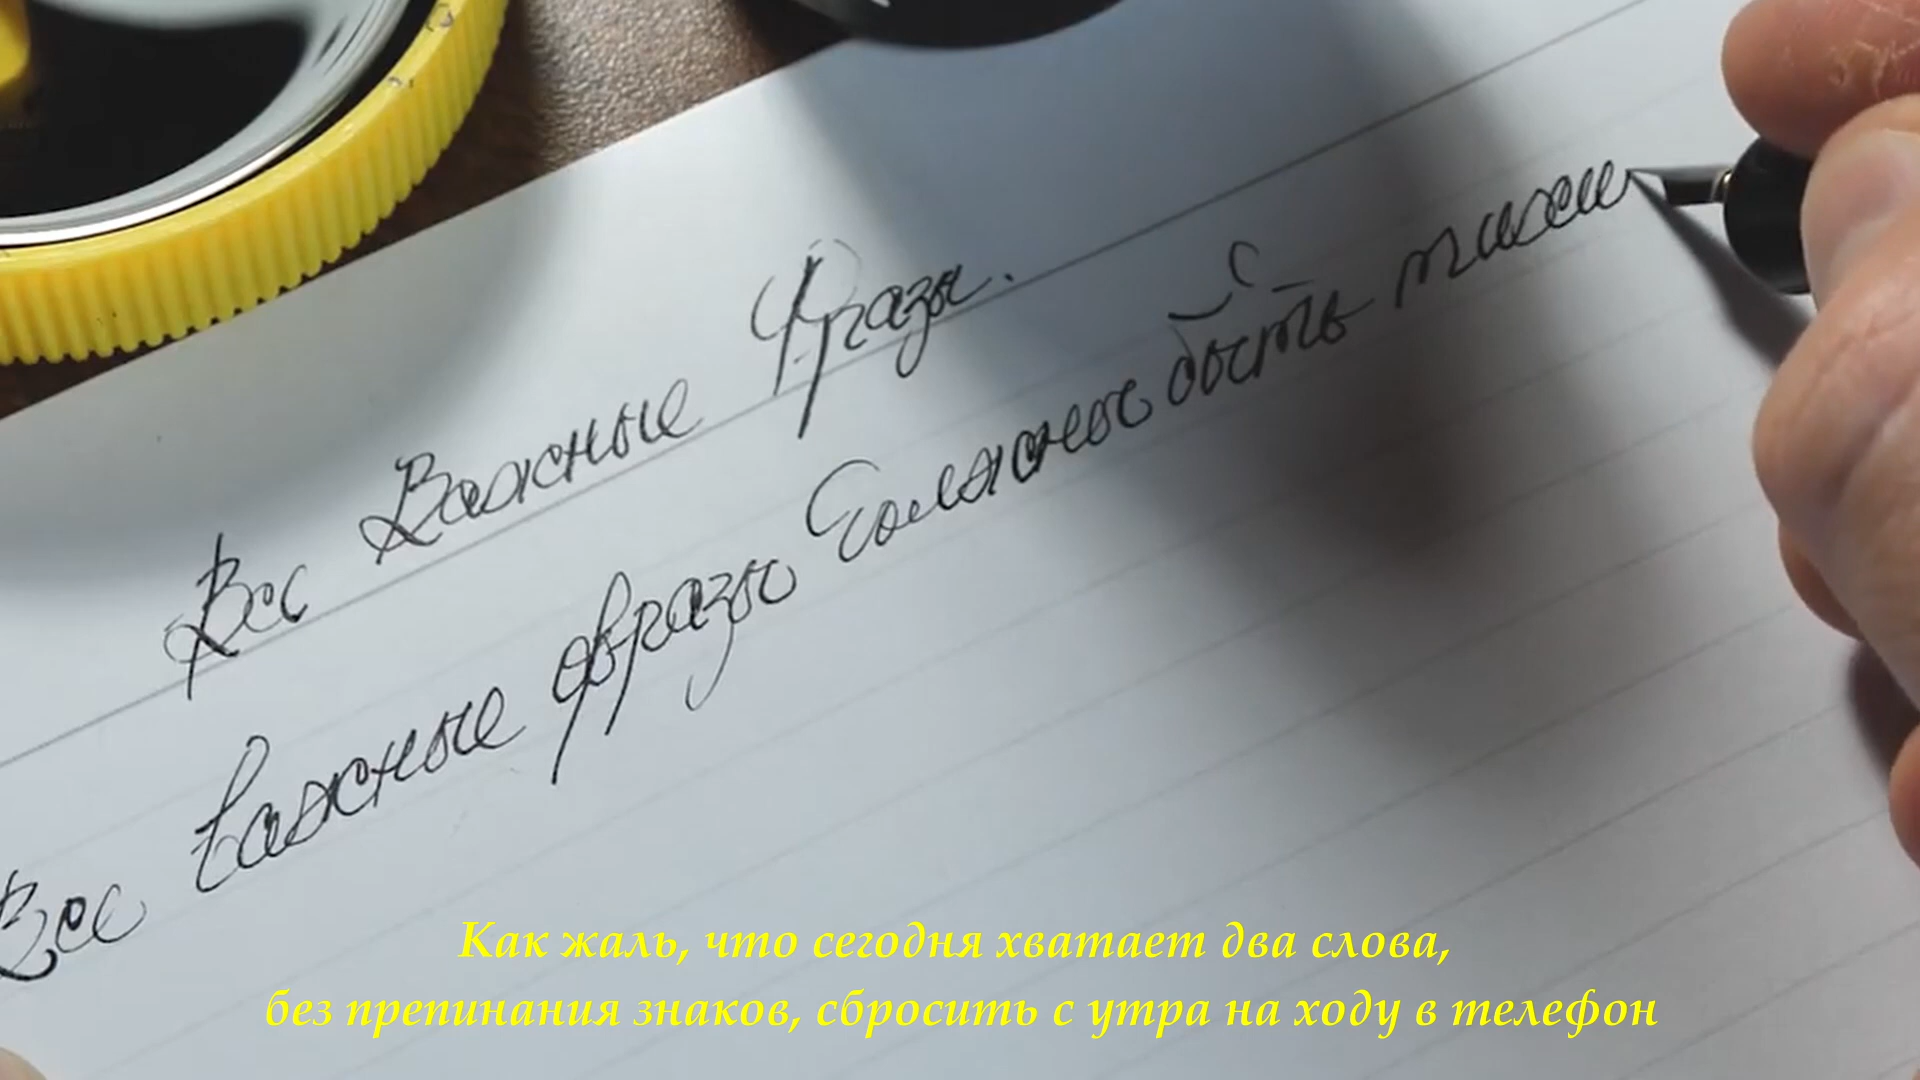 Все Важные Фразы.
Все важные фразы должны быть тихи
Как жаль, что сегодня хватает два слова,
без препинания знаков, сбросить с утра на ходу в телефон